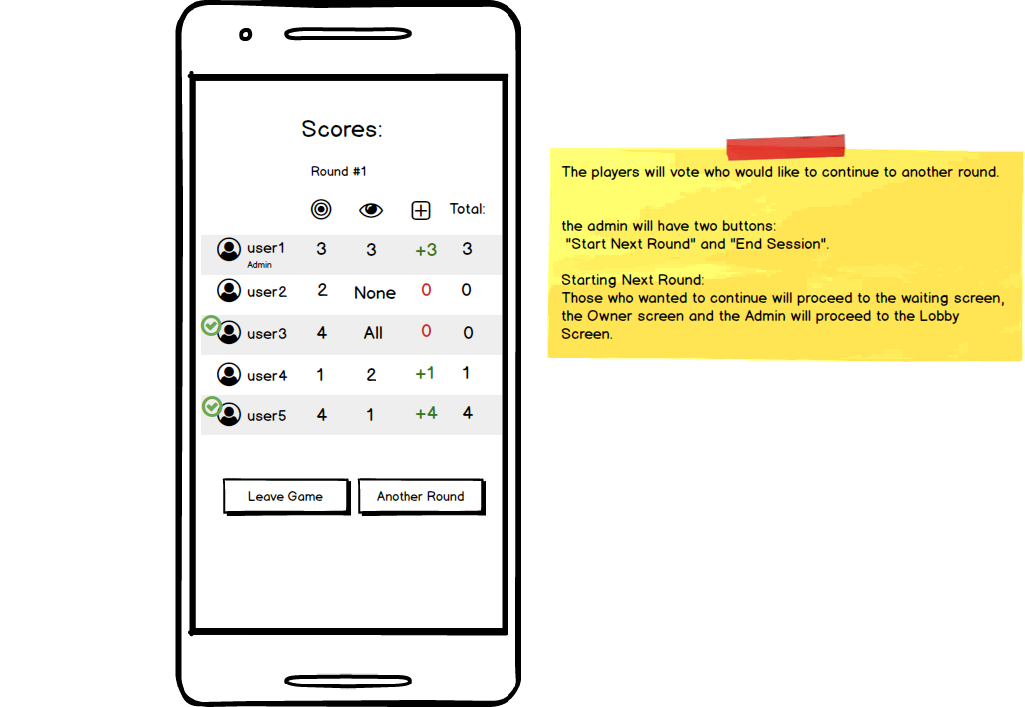 Scores:
Round #1
Total:
user1 3 3 +3 3
Admin
user2 2 None 0 0
user3 4 All 0 0
user4 1 2 +1 1
user5 4 1 +4 4
Leave Game Another Round
The players will vote who would like to continue to another round.
the admin will have two buttons:
"Start Next Round" and "End Session".
Starting Next Round:
Those who wanted to continue will proceed to the waiting screen,
the Owner screen and the Admin will proceed to the Lobby
Screen.